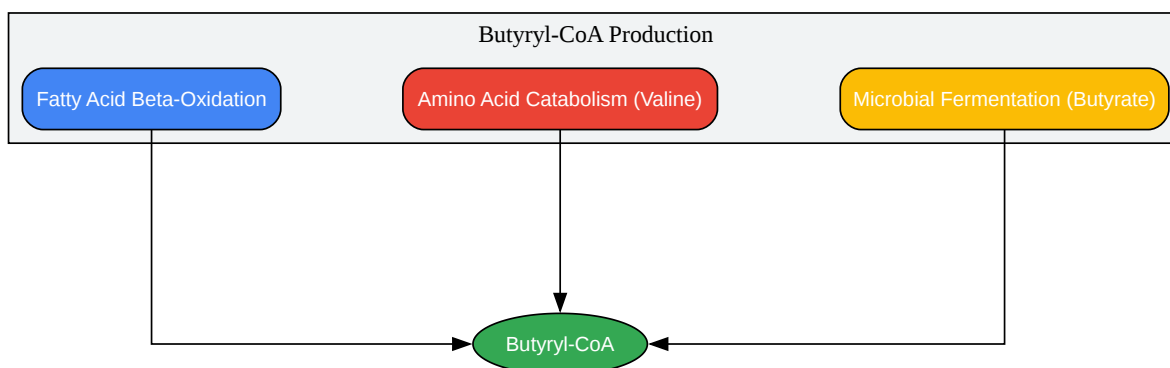 Butyryl-CoA Production
Fatty Acid Beta-Oxidation
Amino Acid Catabolism (Valine)
Microbial Fermentation (Butyrate)
Butyryl-CoA